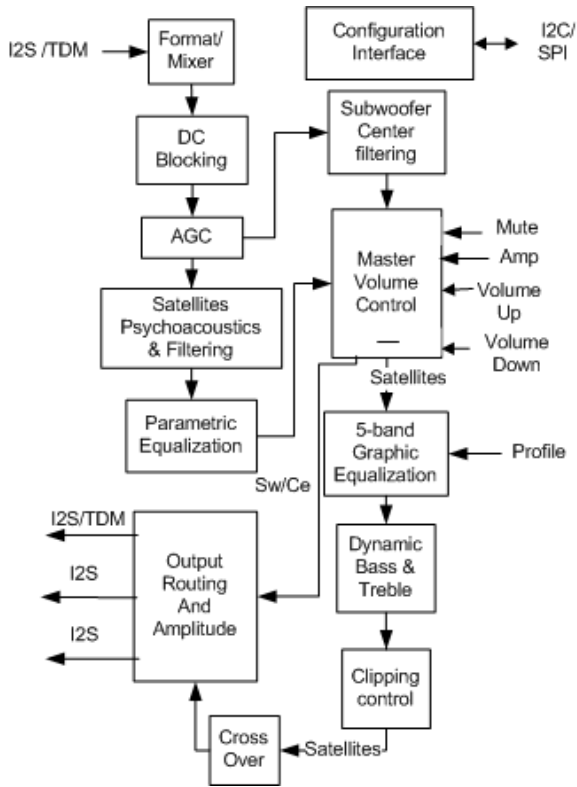 I2S /TDM
Format/
Mixer
Configuration
Interface
I2C/
SPI
DC
Blocking
Subwoofer
Center
filtering
AGC
Master
Volume
Control
Mute
Amp
Volume
Up
Volume
Down
Satellites
Psychoacoustics
& Filtering
Satellites
Parametric
Equalization
5-band
Graphic
Equalization
Profile
Sw/Ce
I2S/TDM
I2S
I2S
Output
Routing
And
Amplitude
Dynamic
Bass &
Treble
Clipping
control
Cross
Over
Satellites